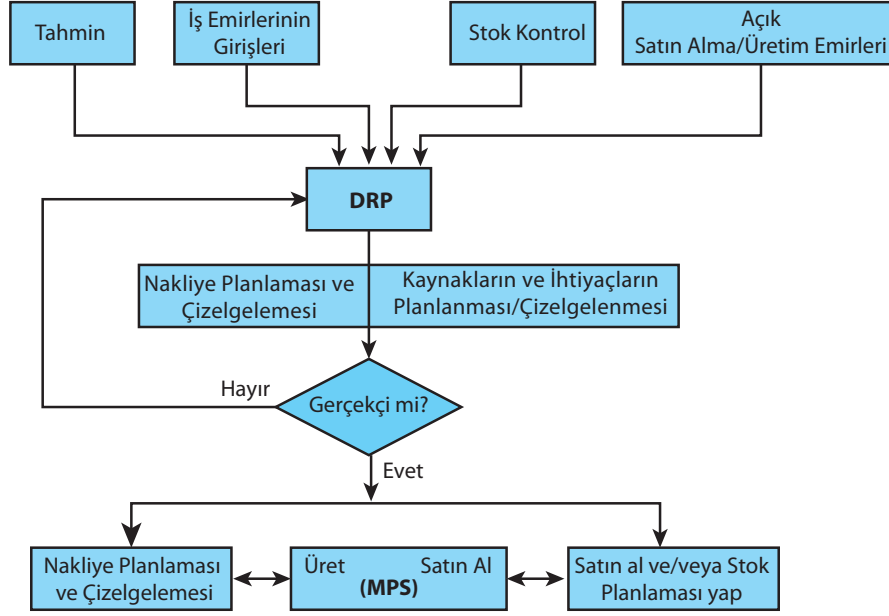 Tahmin
İş Emirlerinin
Girişleri
Stok Kontrol
Açık
Satın Alma/Üretim Emirleri
DRP
Nakliye Planlaması ve
Çizelgelemesi
Kaynakların ve İhtiyaçların
Planlanması/Çizelgelenmesi
Hayır
Gerçekçi mi?
Evet
Nakliye Planlaması
ve Çizelgelemesi
Üret Satın Al
(MPS)
Satın al ve/veya Stok
Planlaması yap